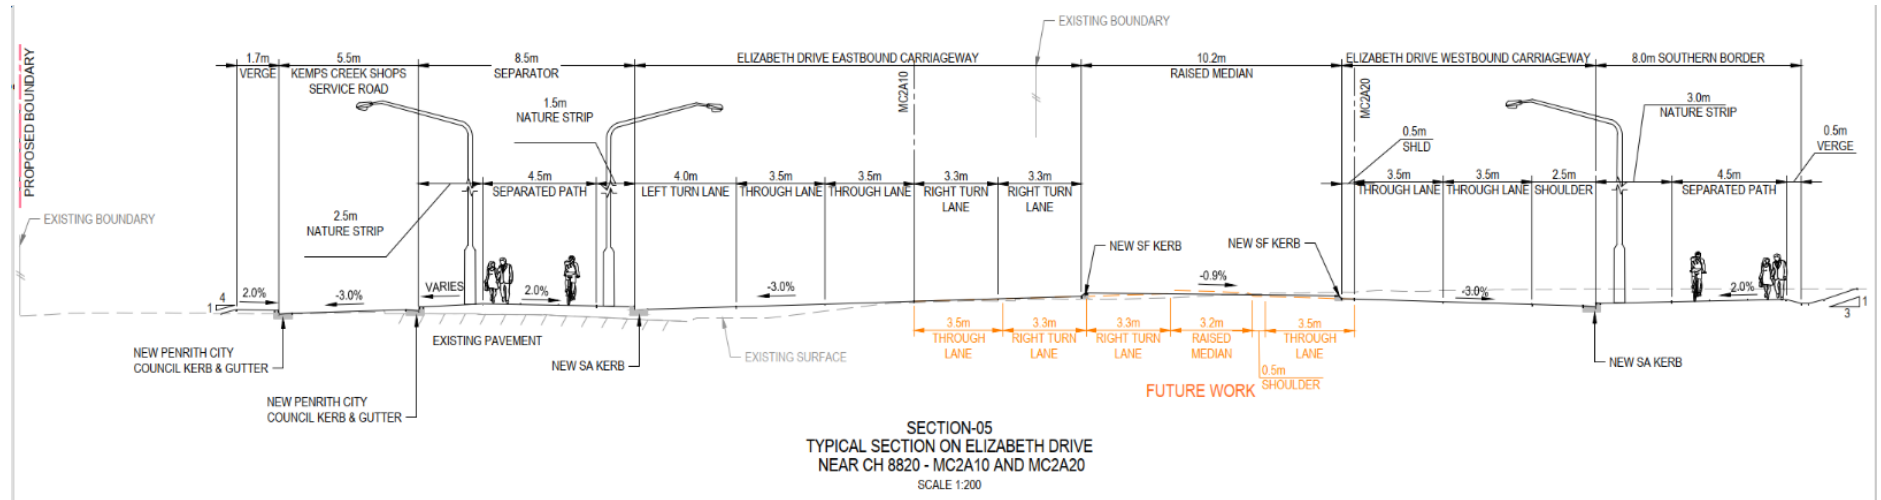 EXISTING BOUNDARY
PROPOSED BOUNDARY
1.7m
VERGE
5.5m
KEMPS CREEK SHOPS
SERVICE ROAD
8.5m
SEPARATOR
ELIZABETH DRIVE EASTBOUND CARRIAGEWAY
10.2m
RAISED MEDIAN
ELIZABETH DRIVE WESTBOUND CARRIAGEWAY
8.0m SOUTHERN BORDER
MC2A10
MC2A20
1.5m
NATURE STRIP
3.0m
NATURE STRIP
0.5m
SHLD
0.5m
VERGE
4.5m
SEPARATED PATH
4.0m
LEFT TURN LANE
3.5m
THROUGH LANE
3.5m
THROUGH LANE
3.3m
RIGHT TURN
LANE
3.3m
RIGHT TURN
LANE
3.5m
THROUGH LANE
3.5m
THROUGH LANE
2.5m
SHOULDER
4.5m
SEPARATED PATH
EXISTING BOUNDARY
2.5m
NATURE STRIP
NEW SF KERB
NEW SF KERB
4
1
2.0%
-3.0%
VARIES
2.0%
-3.0%
-0.9%
-3.0%
2.0%
1
3
3.5m
THROUGH
LANE
3.3m
RIGHT TURN
LANE
3.3m
RIGHT TURN
LANE
3.2m
RAISED
MEDIAN
3.5m
THROUGH
LANE
0.5m
SHOULDER
FUTURE WORK
EXISTING PAVEMENT
EXISTING SURFACE
NEW PENRITH CITY
COUNCIL KERB & GUTTER
NEW SA KERB
NEW SA KERB
NEW PENRITH CITY
COUNCIL KERB & GUTTER
SECTION-05
TYPICAL SECTION ON ELIZABETH DRIVE
NEAR CH 8820 - MC2A10 AND MC2A20
SCALE 1:200